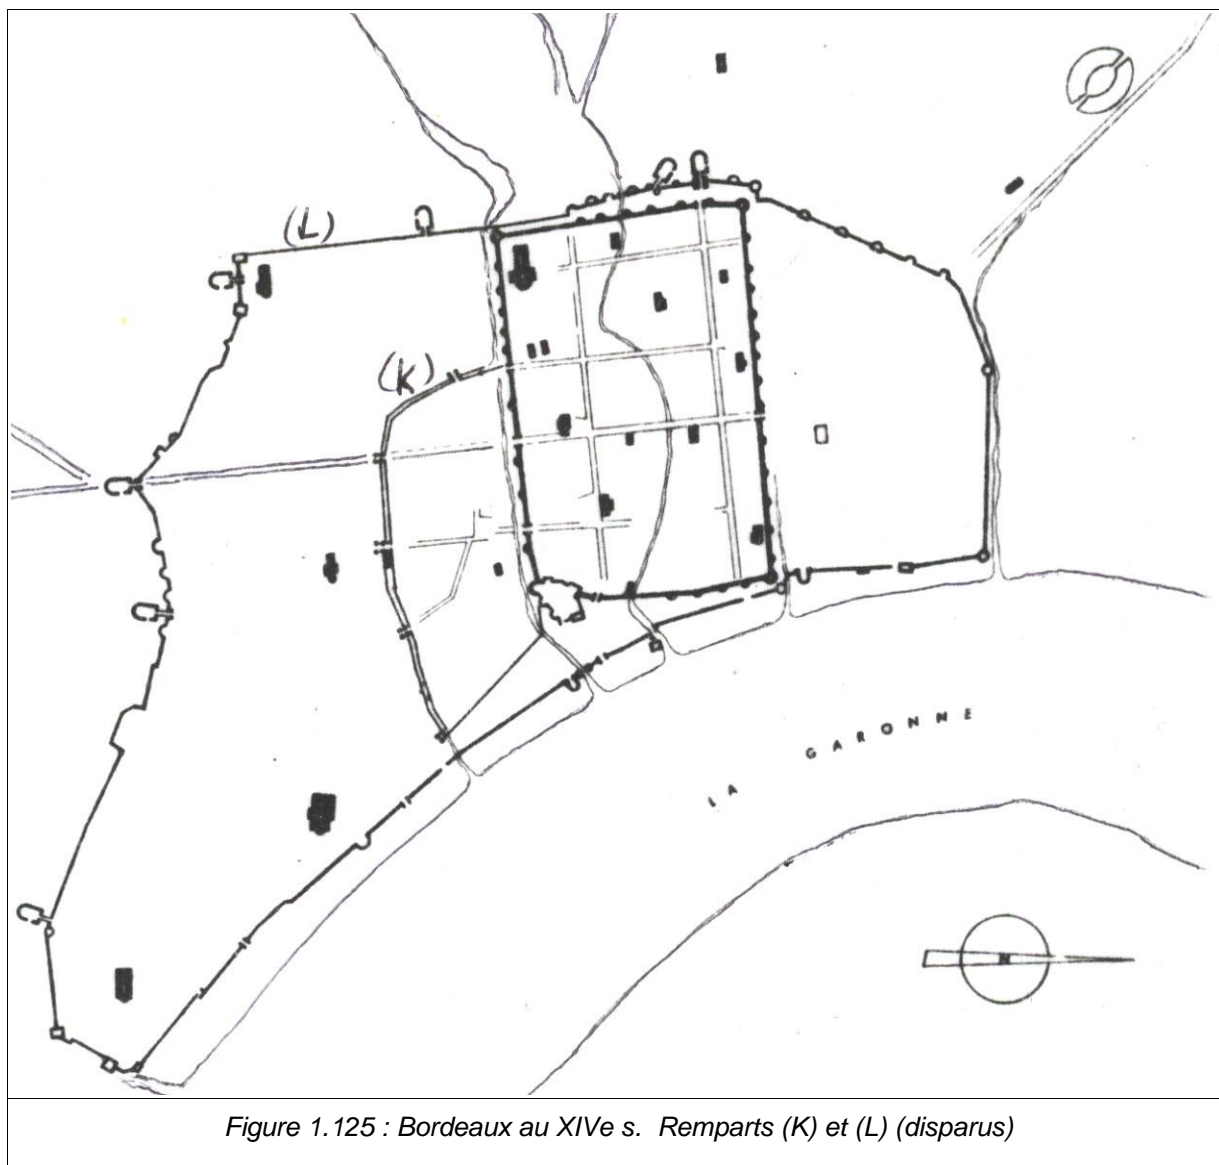 (L)
(K)
LA GARONNE
N
Figure 1.125 : Bordeaux au XIVe s. Remparts (K) et (L) (disparus)